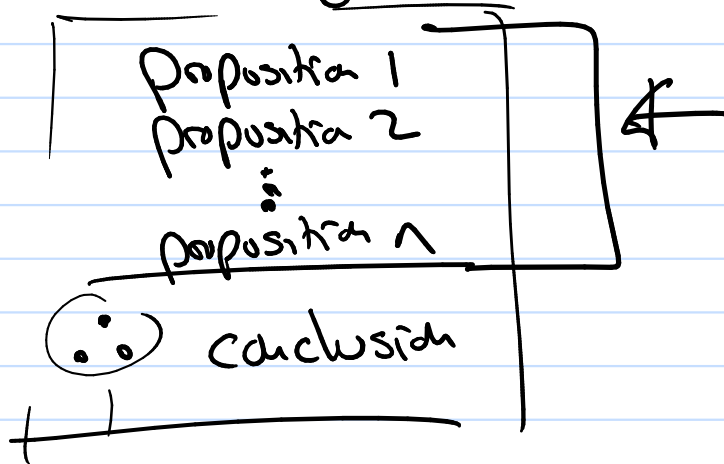 proposition 1
proposition 2
⋮
proposition n
∴ conclusion